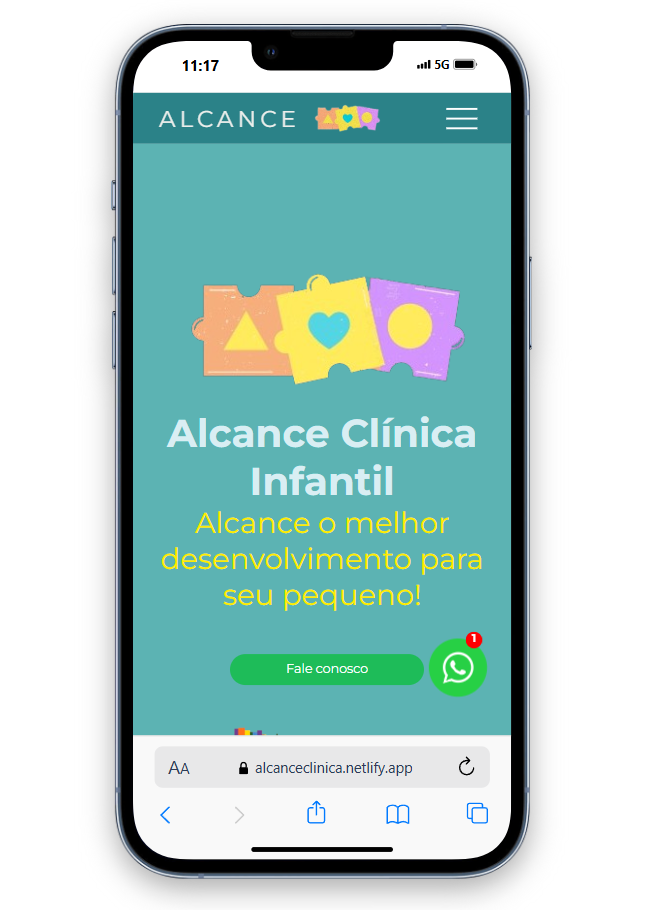 11:17
5G
ALCANCE
Alcance Clínica
Infantil
Alcance o melhor
desenvolvimento para
seu pequeno!
1
Fale conosco
AA
alcanceclinica.netlify.app